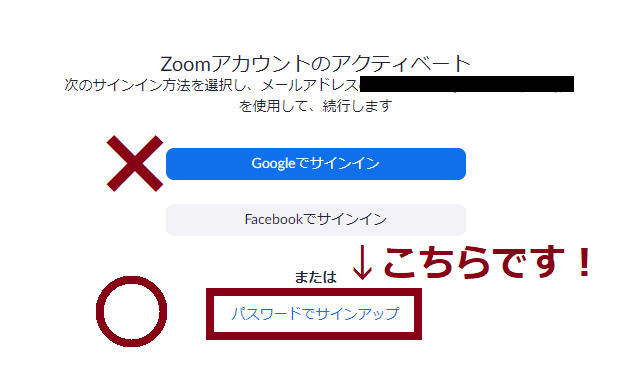 Zoomアカウントのアクティベート
次のサインイン方法を選択し、メールアドレス
を使用して、続行します
Googleでサインイン
Facebookでサインイン
↓こちらです！
または
パスワードでサインアップ